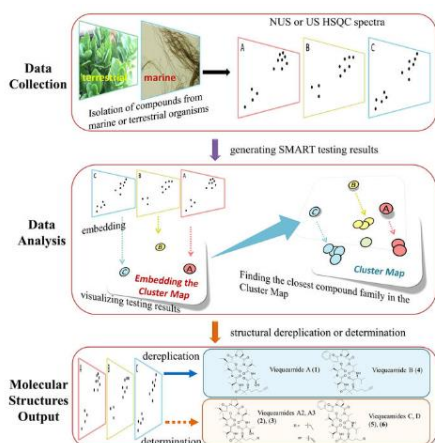 NUS or US HSQC spectra
Data
Collection
terrestrial
marine
A
B
C
Isolation of compounds from
marine or terrestrial organisms
generating SMART testing results
Data
Analysis
C
B
A
embedding
B
C
A
Embedding the
Cluster Map
visualizing testing results
B
C
A
Cluster Map
Finding the closest compound family in the
Cluster Map
structural dereplication or determination
Molecular
Structures
Output
dereplication
determination
Viequeamide A (1)
Viequeamide B (4)
Viequeamides A2, A3
(2), (3)
Viequeamides C, D
(5), (6)